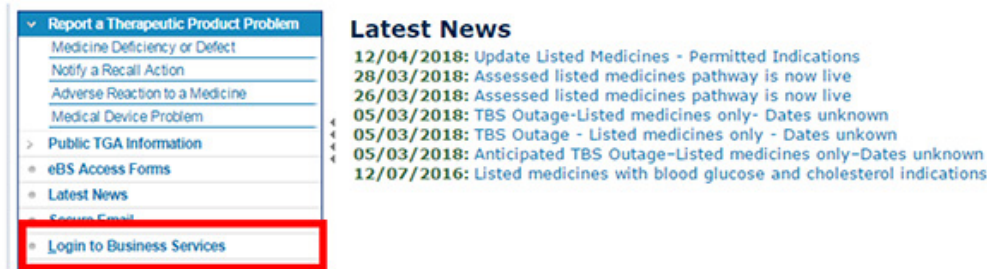 Report a Therapeutic Product Problem
Medicine Deficiency or Defect
Notify a Recall Action
Adverse Reaction to a Medicine
Medical Device Problem
Public TGA Information
eBS Access Forms
Latest News
Secure Email
Login to Business Services
Latest News
12/04/2018: Update Listed Medicines - Permitted Indications
28/03/2018: Assessed listed medicines pathway is now live
26/03/2018: Assessed listed medicines pathway is now live
05/03/2018: TBS Outage-Listed medicines only- Dates unknown
05/03/2018: TBS Outage - Listed medicines only - Dates unkown
05/03/2018: Anticipated TBS Outage–Listed medicines only–Dates unknown
12/07/2016: Listed medicines with blood glucose and cholesterol indications